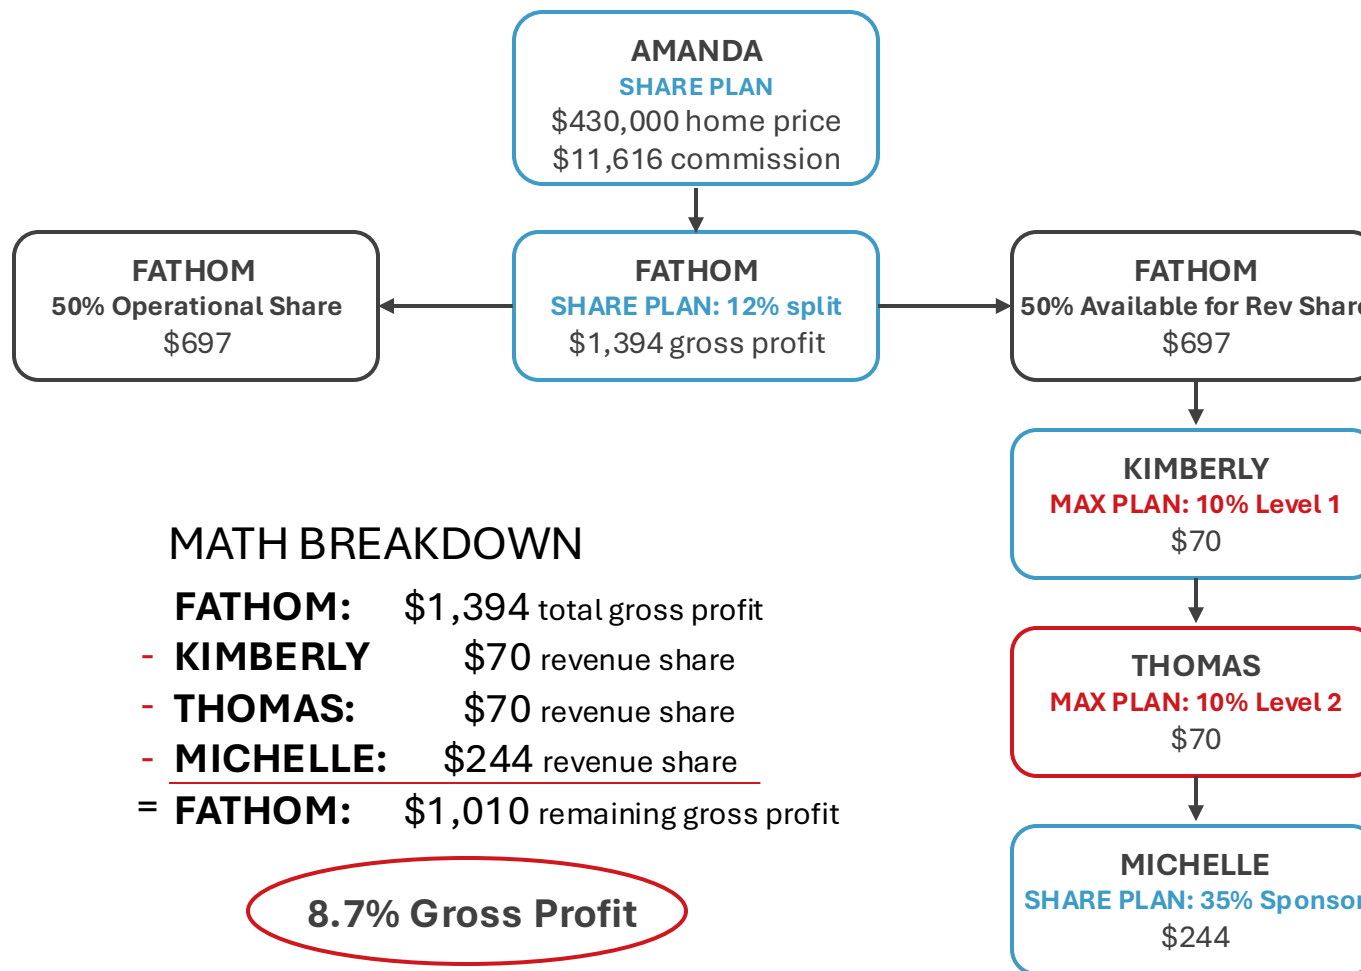 AMANDA
SHARE PLAN
$430,000 home price
$11,616 commission
FATHOM
50% Operational Share
$697
FATHOM
SHARE PLAN: 12% split
$1,394 gross profit
FATHOM
50% Available for Rev Share
$697
KIMBERLY
MAX PLAN: 10% Level 1
$70
THOMAS
MAX PLAN: 10% Level 2
$70
MICHELLE
SHARE PLAN: 35% Sponsor
$244
MATH BREAKDOWN
FATHOM: $1,394 total gross profit
- KIMBERLY $70 revenue share
- THOMAS: $70 revenue share
- MICHELLE: $244 revenue share
= FATHOM: $1,010 remaining gross profit
8.7% Gross Profit